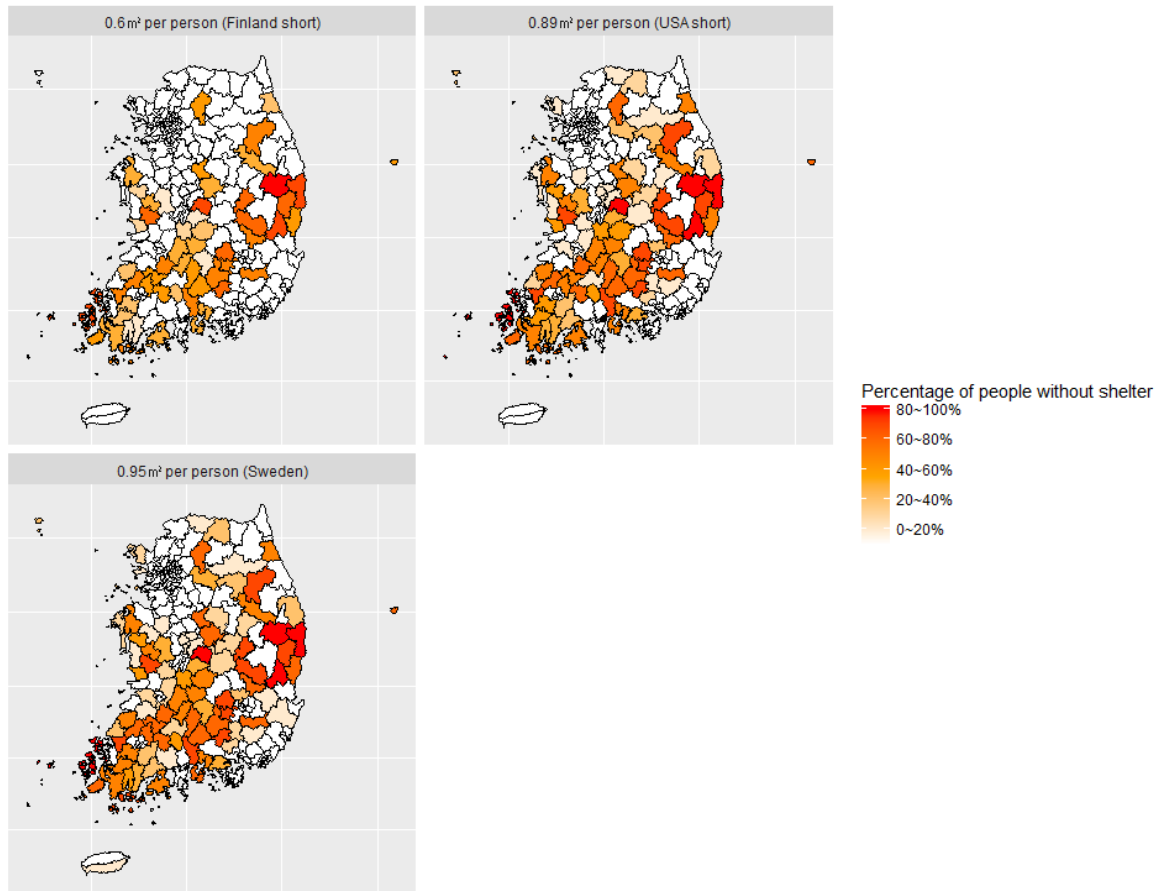 0.6㎡ per person (Finland short)
0.89㎡ per person (USA short)
0.95㎡ per person (Sweden)
Percentage of people without shelter
80~100%
60~80%
40~60%
20~40%
0~20%